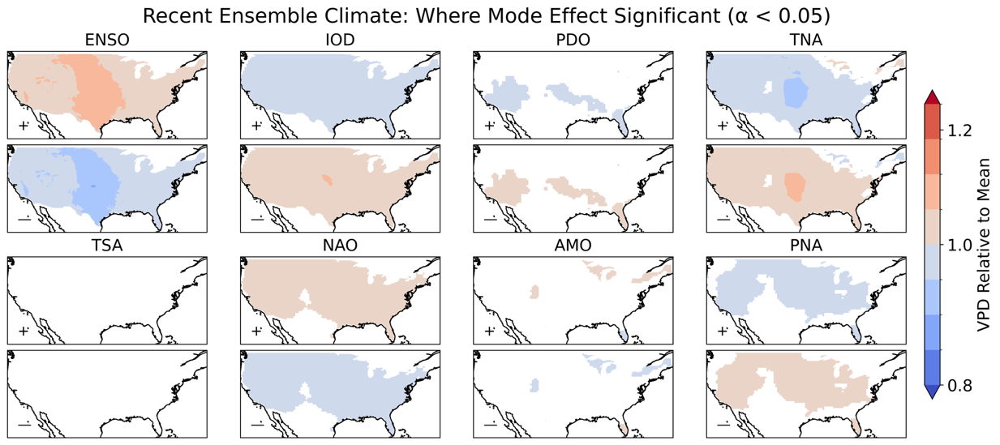 Recent Ensemble Climate: Where Mode Effect Significant (α < 0.05)
ENSO IOD PDO TNA
+ + + +
− − − −
TSA NAO AMO PNA
+ + + +
− − − −
1.2
1.0
0.8
VPD Relative to Mean